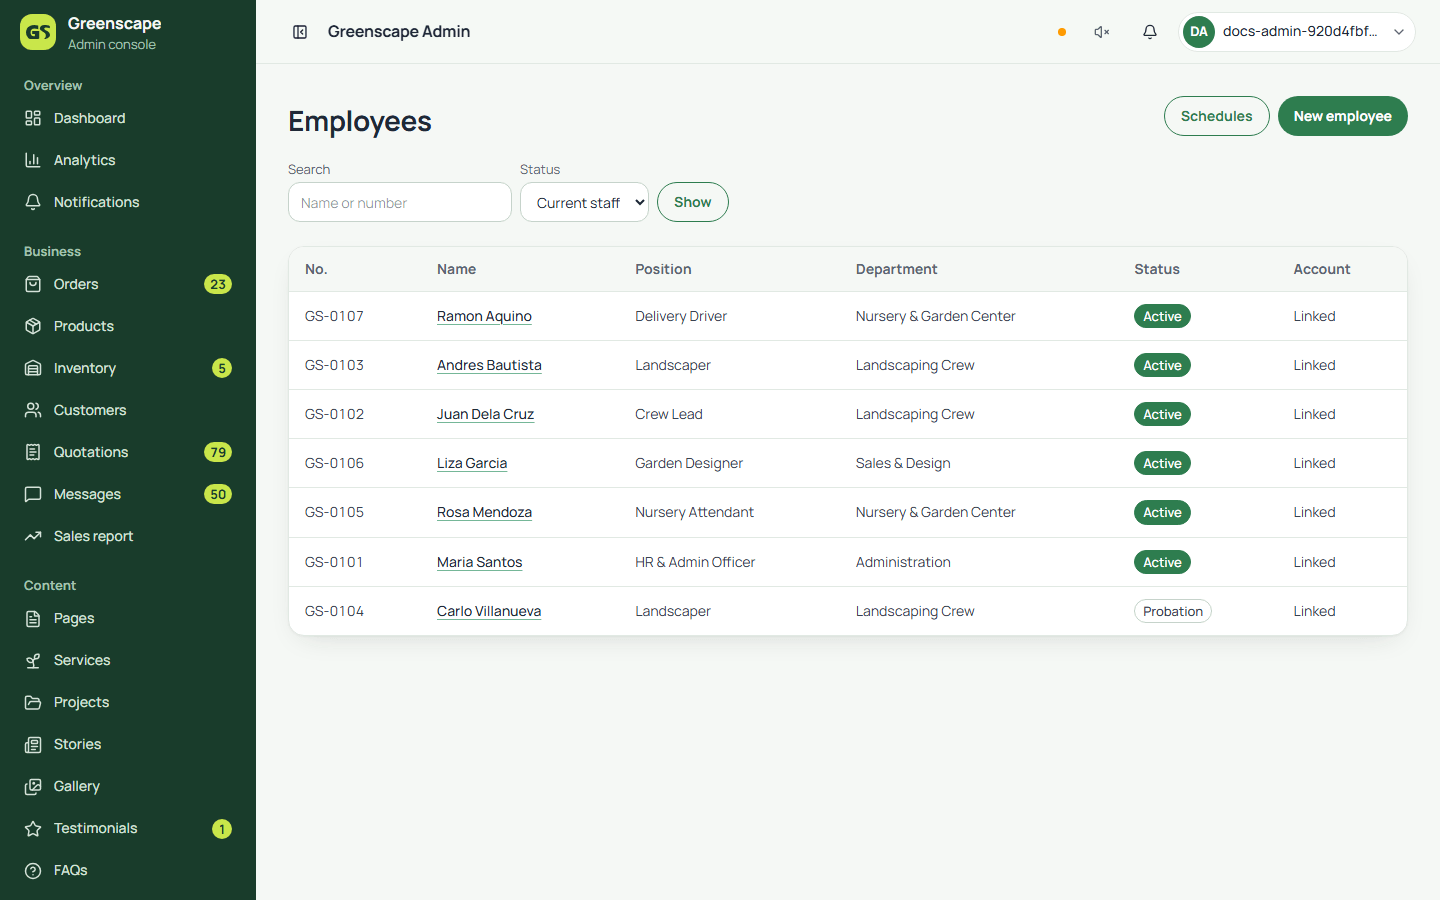 GS
Greenscape
Admin console
Overview
Dashboard
Analytics
Notifications
Business
Orders 23
Products
Inventory 5
Customers
Quotations 79
Messages 50
Sales report
Content
Pages
Services
Projects
Stories
Gallery
Testimonials 1
FAQs
Greenscape Admin
DA docs-admin-920d4fbf...
Employees
Schedules
New employee
Search Status
Name or number Current staff Show
No. Name Position Department Status Account
GS-0107 Ramon Aquino Delivery Driver Nursery & Garden Center Active Linked
GS-0103 Andres Bautista Landscaper Landscaping Crew Active Linked
GS-0102 Juan Dela Cruz Crew Lead Landscaping Crew Active Linked
GS-0106 Liza Garcia Garden Designer Sales & Design Active Linked
GS-0105 Rosa Mendoza Nursery Attendant Nursery & Garden Center Active Linked
GS-0101 Maria Santos HR & Admin Officer Administration Active Linked
GS-0104 Carlo Villanueva Landscaper Landscaping Crew Probation Linked